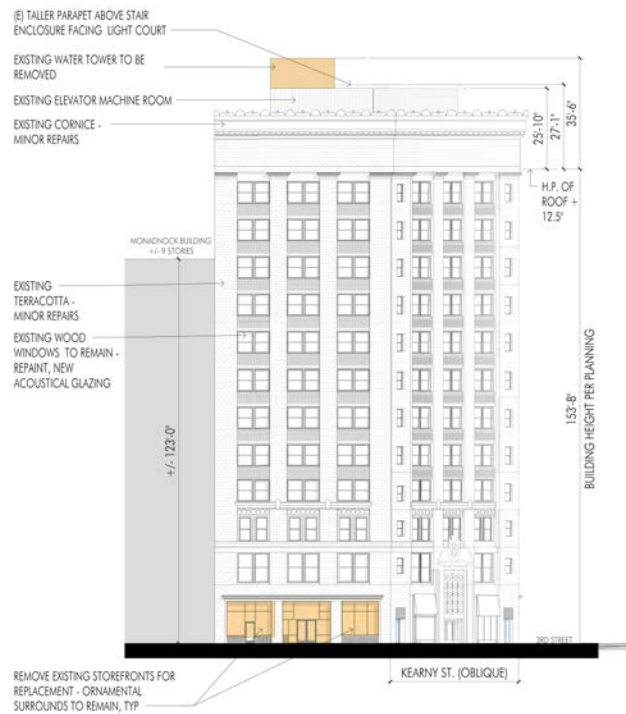 (E) TALLER PARAPET ABOVE STAIR
ENCLOSURE FACING LIGHT COURT
EXISTING WATER TOWER TO BE
REMOVED
EXISTING ELEVATOR MACHINE ROOM
EXISTING CORNICE -
MINOR REPAIRS
25'-10"
27'-1"
35'-6"
H.P. OF
ROOF +
12.5"
MONADNOCK BUILDING
+/- 9 STORIES
EXISTING
TERRACOTTA -
MINOR REPAIRS
EXISTING WOOD
WINDOWS TO REMAIN -
REPAINT, NEW
ACOUSTICAL GLAZING
+/- 123'-0"
153'-8"
BUILDING HEIGHT PER PLANNING
3RD STREET
KEARNY ST. (OBLIQUE)
REMOVE EXISTING STOREFRONTS FOR
REPLACEMENT - ORNAMENTAL
SURROUNDS TO REMAIN, TYP